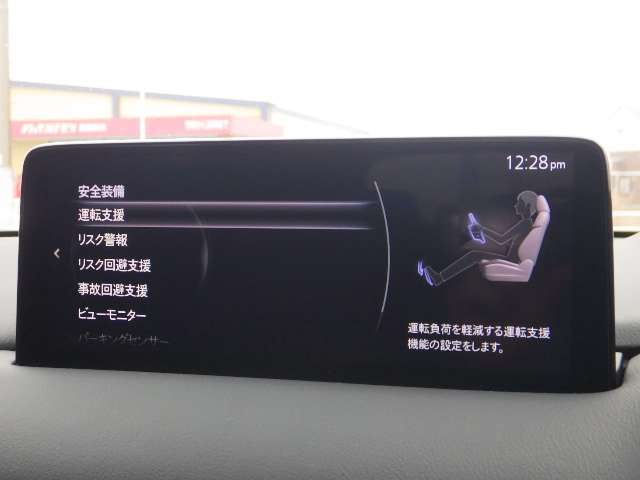 12:28pm
安全装備
運転支援
リスク警報
リスク回避支援
事故回避支援
ビューモニター
パーキングセンサー
運転負荷を軽減する運転支援
機能の設定をします。